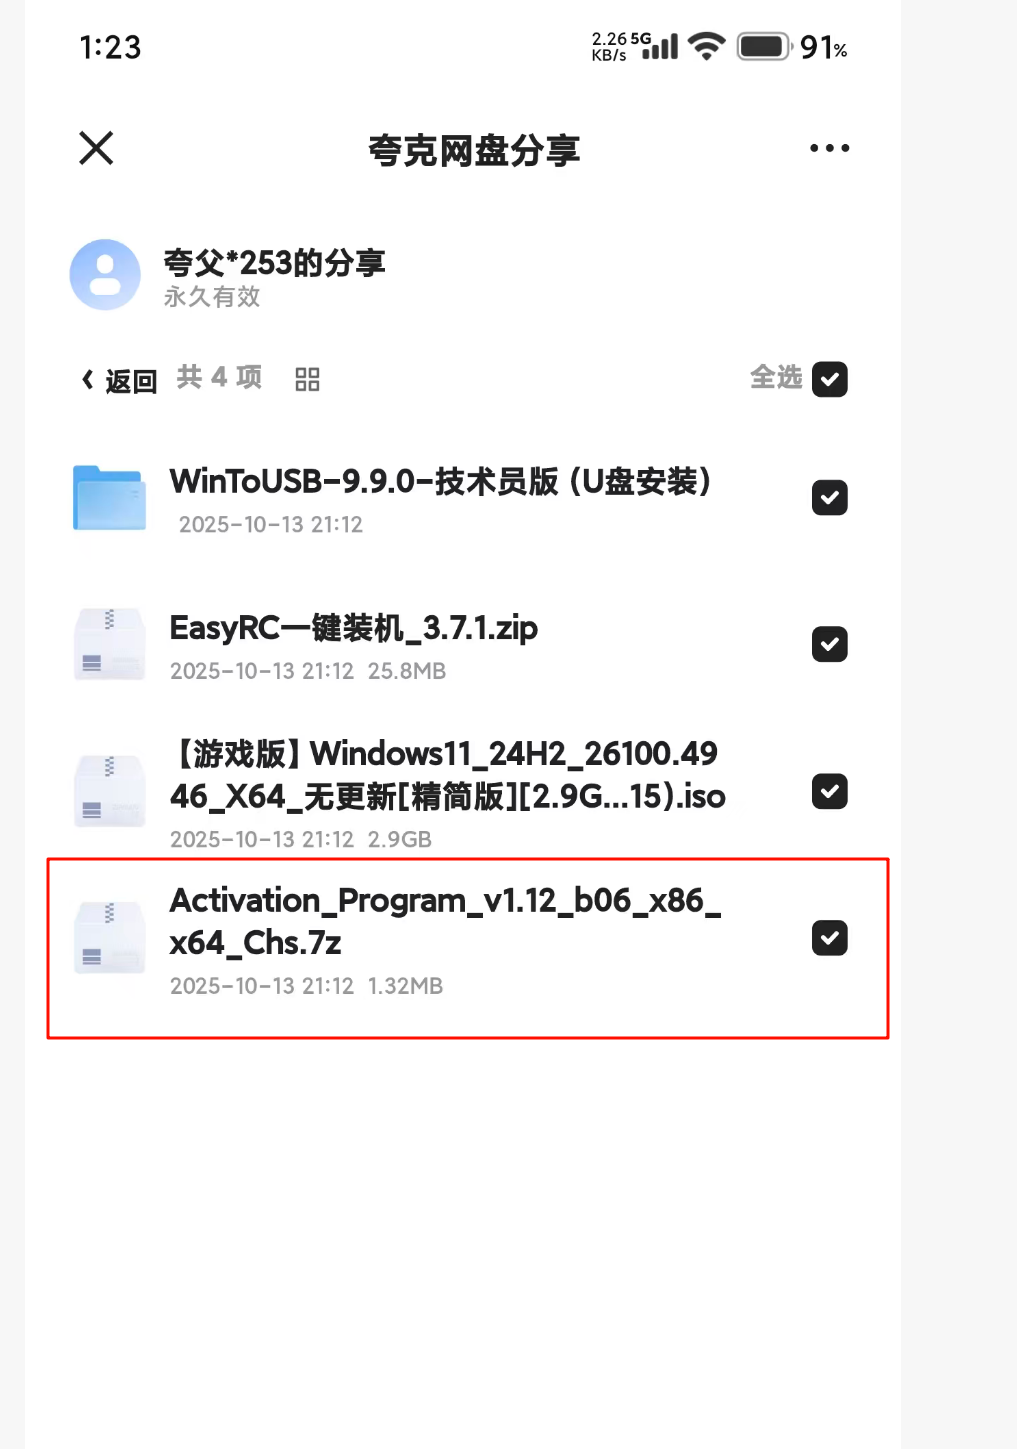 1:23
2.26 KB/s 5G 91%
夸克网盘分享
夸父*253的分享
永久有效
返回 共 4 项 全选
WinToUSB-9.9.0-技术员版（U盘安装）
2025-10-13 21:12
EasyRC一键装机_3.7.1.zip
2025-10-13 21:12 25.8MB
【游戏版】Windows11_24H2_26100.49
46_X64_无更新[精简版][2.9G...15).iso
2025-10-13 21:12 2.9GB
Activation_Program_v1.12_b06_x86_
x64_Chs.7z
2025-10-13 21:12 1.32MB